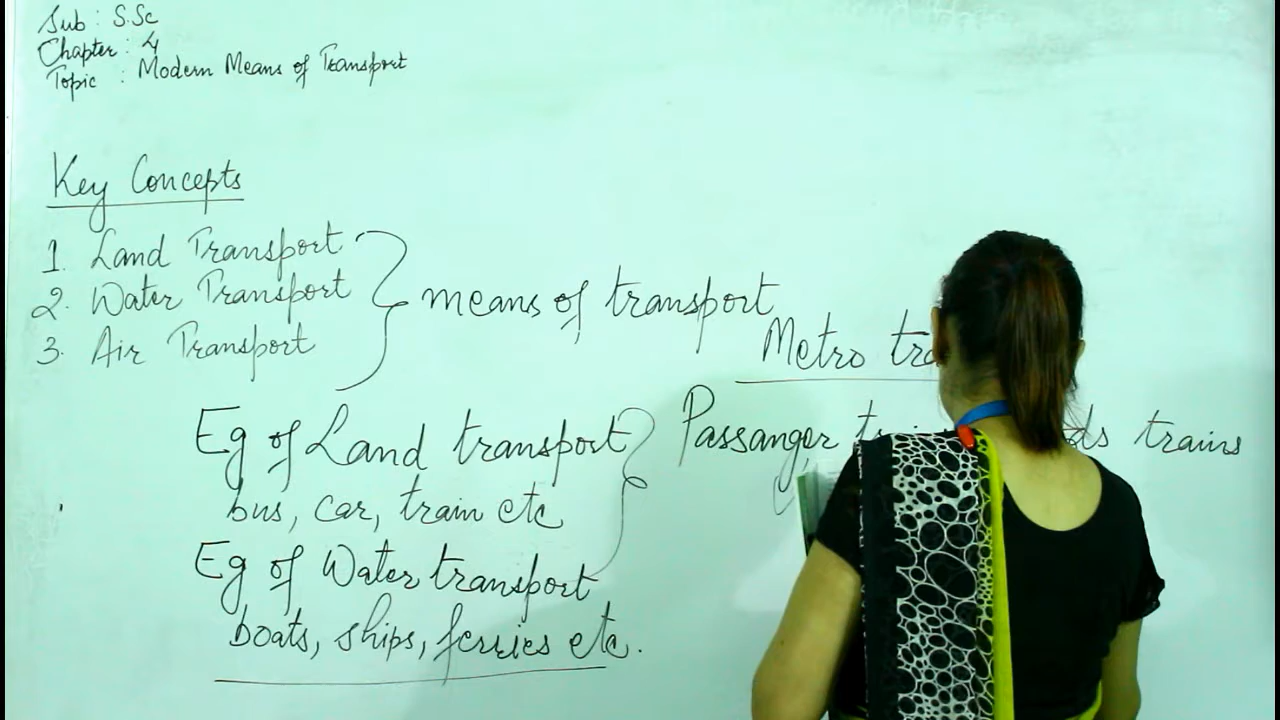 Sub : S.Sc
Chapter : 4
Topic : Modern Means of Transport
Key Concepts
1. Land Transport
2. Water Transport
3. Air Transport
means of transport
Metro
Eg of Land transport
bus, car, train etc
Eg of Water transport
boats, ships, ferries etc.
Passanger trains